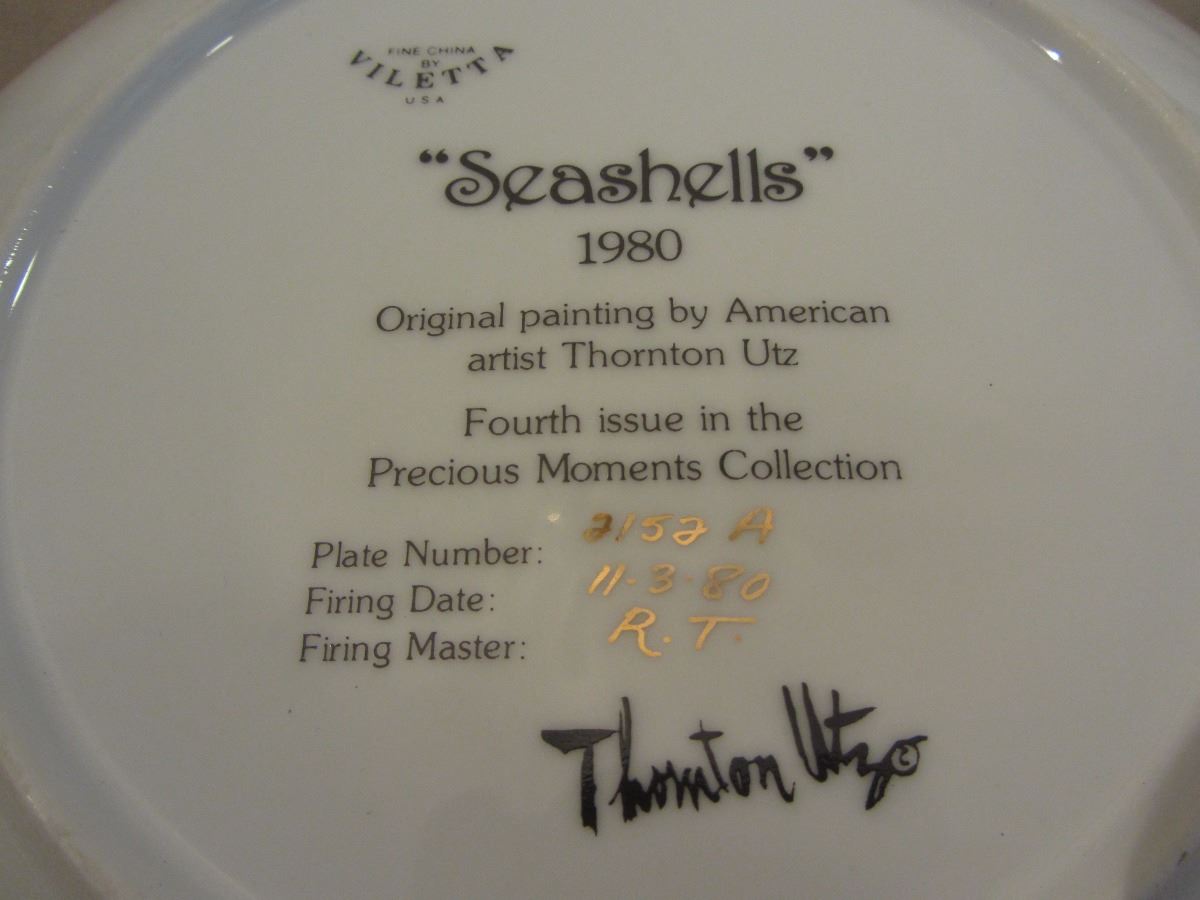 FINE CHINA
BY
VILETTA
USA
“Seashells”
1980
Original painting by American
artist Thornton Utz
Fourth issue in the
Precious Moments Collection
Plate Number: 2152 A
Firing Date: 11-3-80
Firing Master: R.T.
Thornton Utz ©